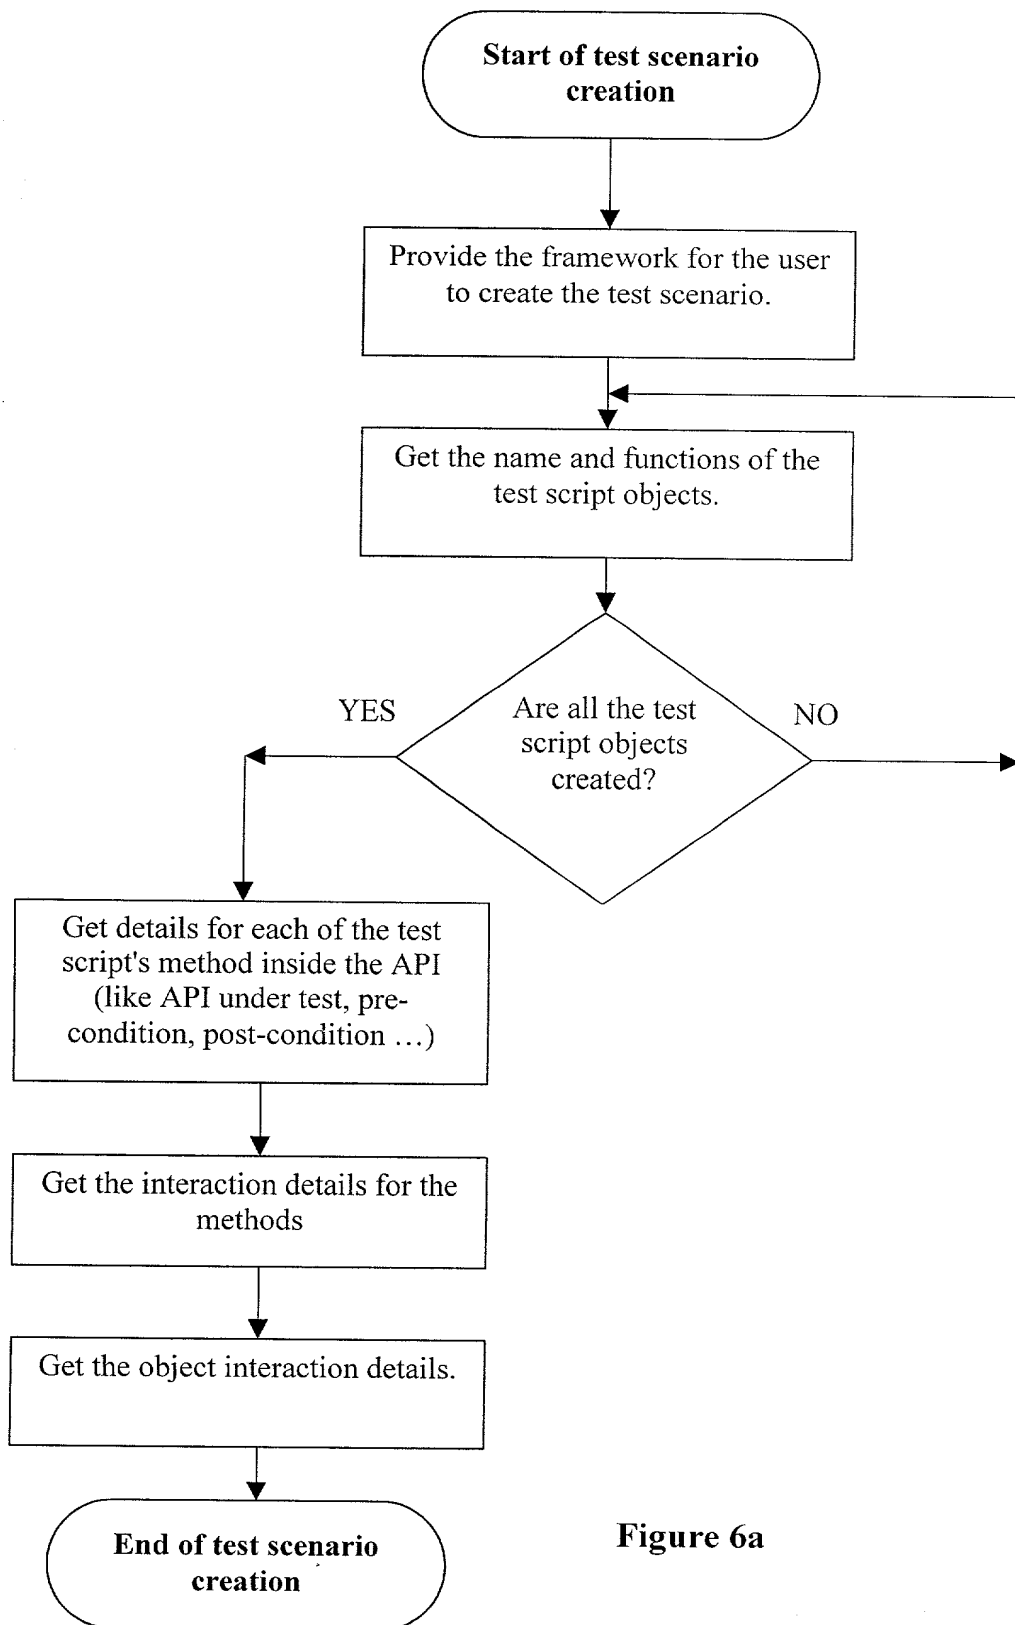 Start of test scenario
creation
Provide the framework for the user
to create the test scenario.
Get the name and functions of the
test script objects.
YES
Are all the test
script objects
created?
NO
Get details for each of the test
script's method inside the API
(like API under test, pre-
condition, post-condition …)
Get the interaction details for the
methods
Get the object interaction details.
End of test scenario
creation
Figure 6a